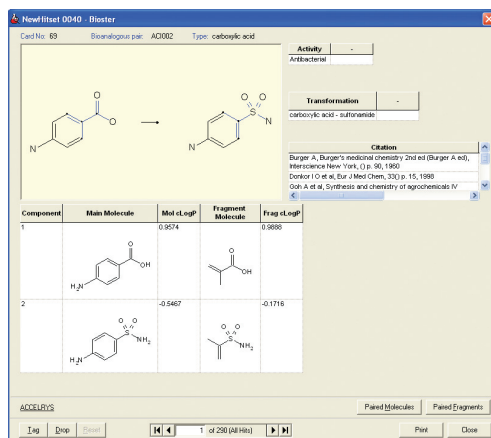 NewHitset 0040 - Bioster
Card No: 69 Bioanalogous pair: ACI002 Type: carboxylic acid
Activity -
Antibacterial
O
O
N
O O
S
N
N
Transformation -
carboxylic acid - sulfonamide
Citation
Burger A, Burger's medicinal chemistry 2nd ed (Burger A ed),
Interscience New York, () p. 90, 1960
Donkor I O et al, Eur J Med Chem, 33() p. 15, 1998
Goh A et al, Synthesis and chemistry of agrochemicals IV
Component Main Molecule Mol cLogP Fragment Molecule Frag cLogP
1 0.9574 0.9888
O
OH
H2N
O
OH
2 -0.5467 -0.1716
O O
S
NH2
H2N
O O
S
NH2
ACCELRYS
Paired Molecules Paired Fragments
Tag Drop Reset 1 of 290 (All Hits) Print Close